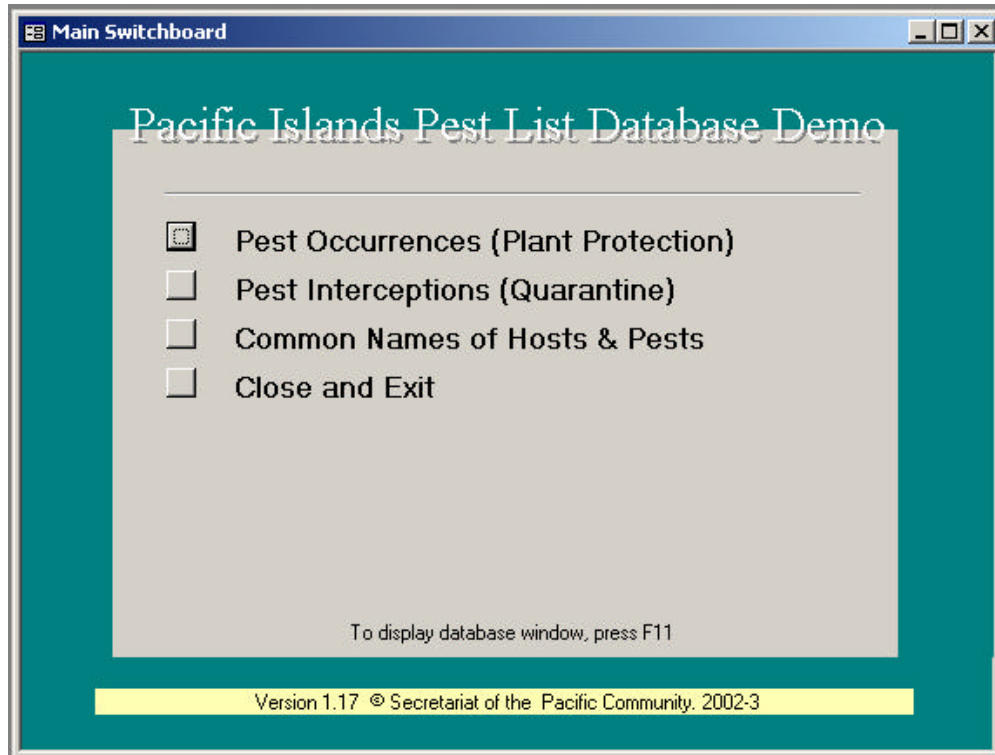 Main Switchboard
Pacific Islands Pest List Database Demo
Pest Occurrences (Plant Protection)
Pest Interceptions (Quarantine)
Common Names of Hosts & Pests
Close and Exit
To display database window, press F11
Version 1.17 © Secretariat of the Pacific Community. 2002-3